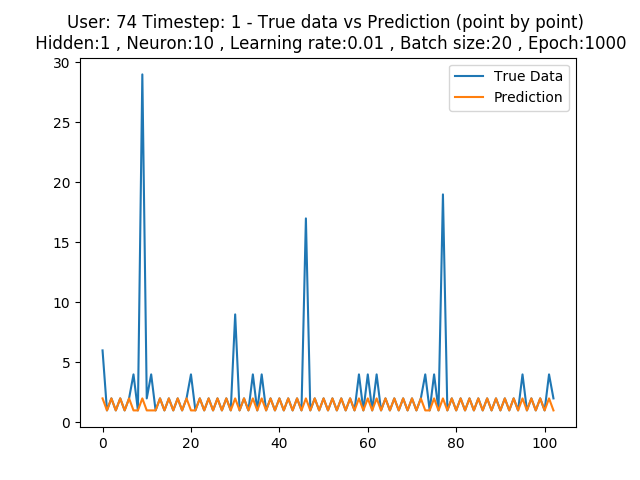 User: 74 Timestep: 1 - True data vs Prediction (point by point)
Hidden:1 , Neuron:10 , Learning rate:0.01 , Batch size:20 , Epoch:1000
True Data
Prediction
30
25
20
15
10
5
0
0 20 40 60 80 100